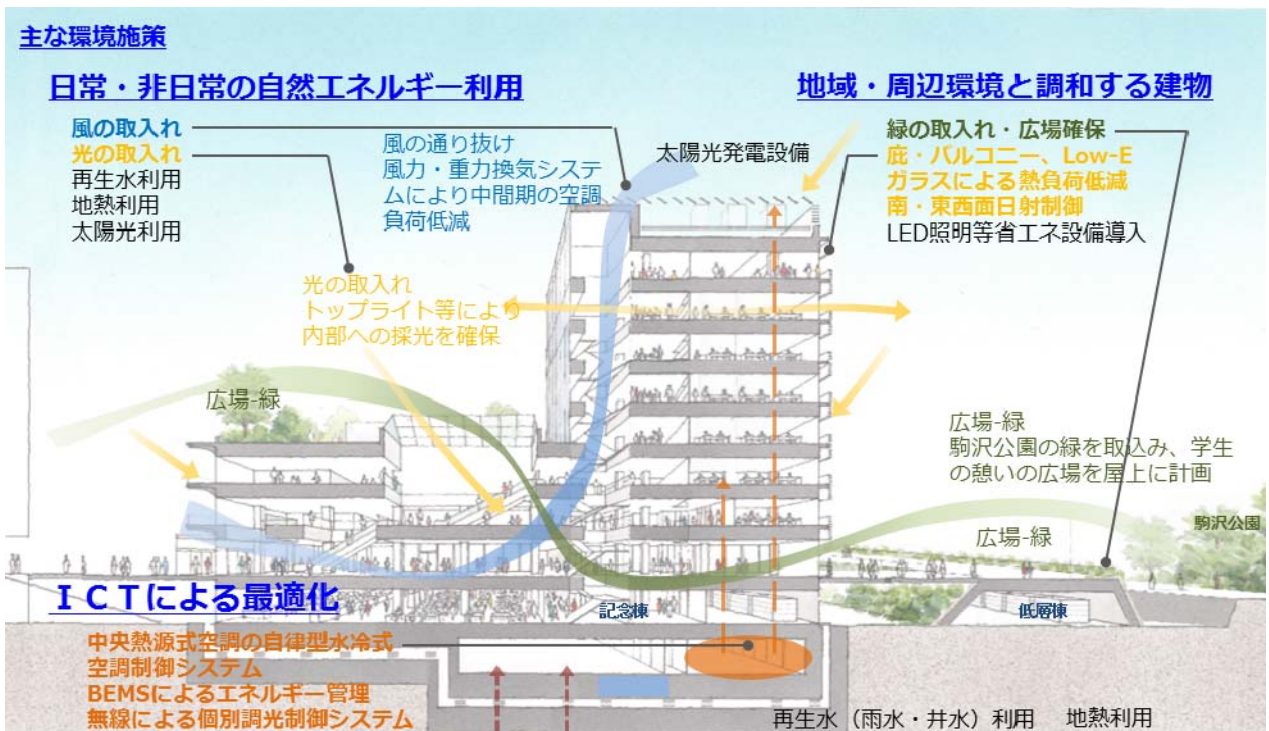 主な環境施策
日常・非日常の自然エネルギー利用
風の取入れ
光の取入れ
再生水利用
地熱利用
太陽光利用
風の通り抜け
風力・重力換気システ
ムにより中間期の空調
負荷低減
太陽光発電設備
地域・周辺環境と調和する建物
緑の取入れ・広場確保
庇・バルコニー、Low-E
ガラスによる熱負荷低減
南・東西面日射制御
LED照明等省エネ設備導入
光の取入れ
トップライト等により
内部への採光を確保
広場-緑
広場-緑
駒沢公園の緑を取込み、学生
の憩いの広場を屋上に計画
広場-緑
駒沢公園
記念棟
低層棟
ＩＣＴによる最適化
中央熱源式空調の自律型水冷式
空調制御システム
BEMSによるエネルギー管理
無線による個別調光制御システム
再生水（雨水・井水）利用
地熱利用